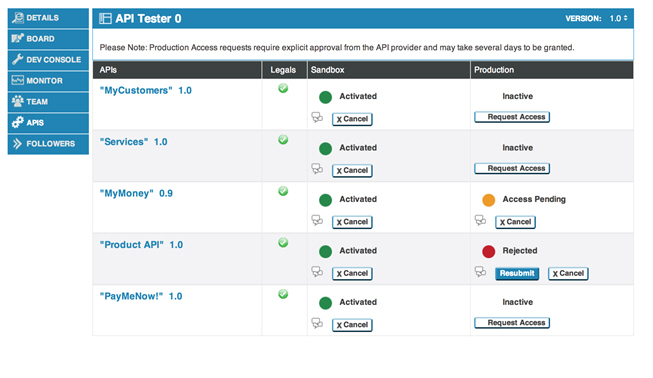 DETAILS
BOARD
DEV CONSOLE
MONITOR
TEAM
APIS
FOLLOWERS
API Tester 0
VERSION: 1.0
Please Note: Production Access requests require explicit approval from the API provider and may take several days to be granted.
APIs Legals Sandbox Production
"MyCustomers" 1.0 Activated Inactive
X Cancel Request Access
"Services" 1.0 Activated Inactive
X Cancel Request Access
"MyMoney" 0.9 Activated Access Pending
X Cancel X Cancel
"Product API" 1.0 Activated Rejected
X Cancel Resubmit X Cancel
"PayMeNow!" 1.0 Activated Inactive
X Cancel Request Access